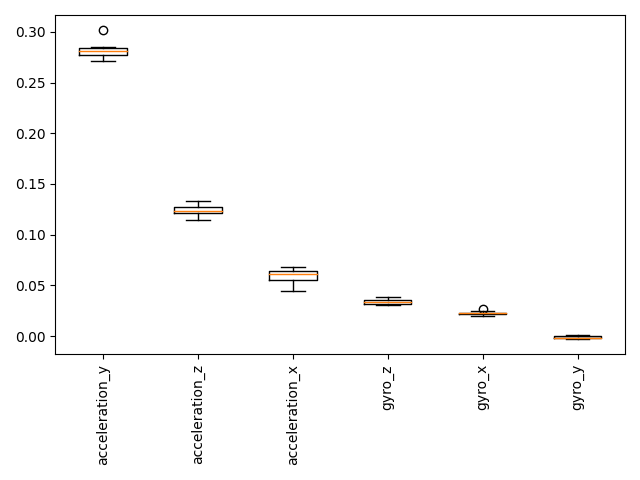 0.30
0.25
0.20
0.15
0.10
0.05
0.00
acceleration_y
acceleration_z
acceleration_x
gyro_z
gyro_x
gyro_y